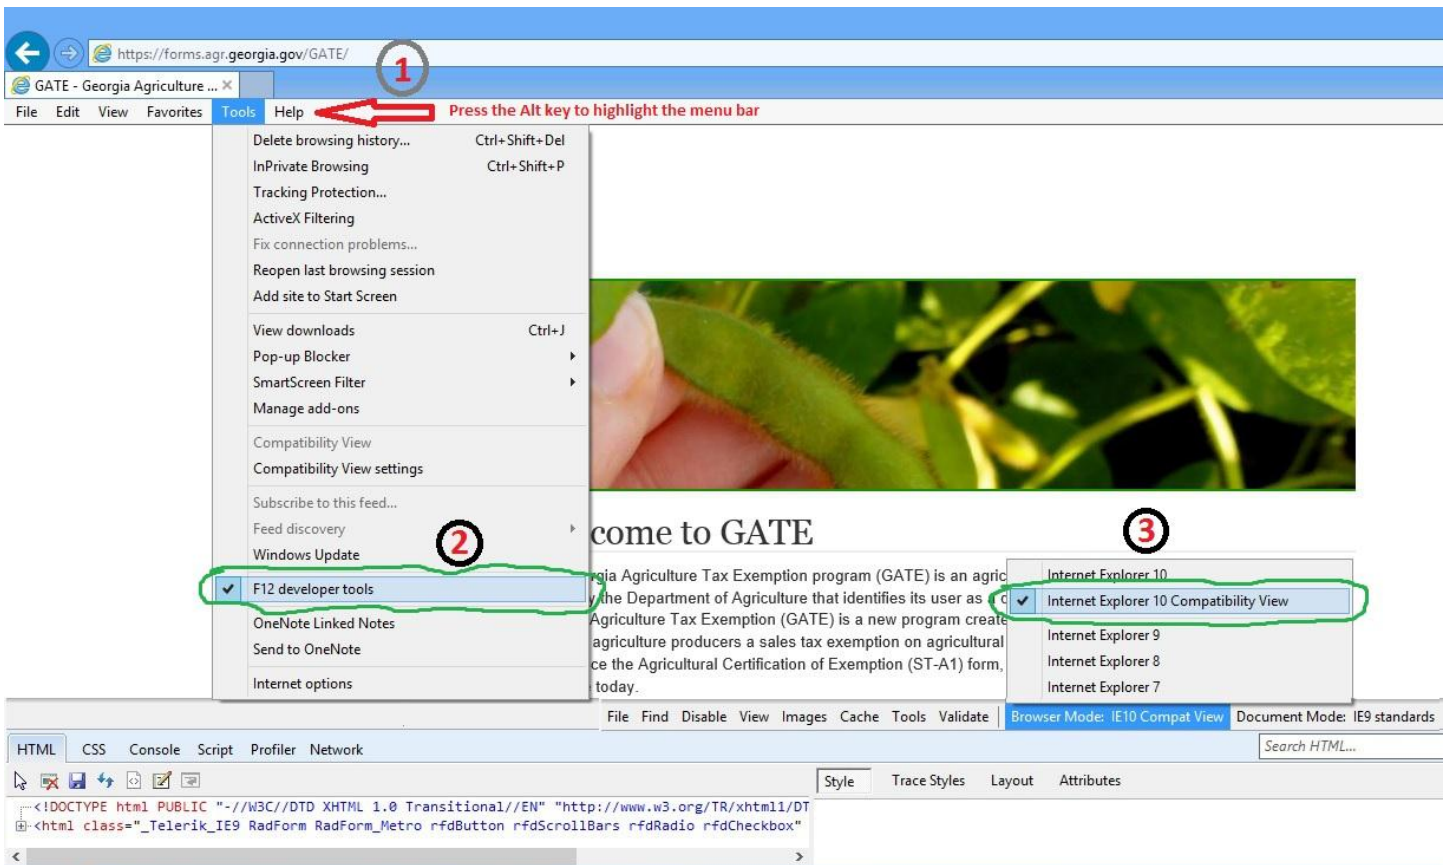 https://forms.agr.georgia.gov/GATE/
1
GATE - Georgia Agriculture ...
File Edit View Favorites Tools Help
Press the Alt key to highlight the menu bar
Delete browsing history... Ctrl+Shift+Del
InPrivate Browsing Ctrl+Shift+P
Tracking Protection...
ActiveX Filtering
Fix connection problems...
Reopen last browsing session
Add site to Start Screen
View downloads Ctrl+J
Pop-up Blocker
SmartScreen Filter
Manage add-ons
Compatibility View
Compatibility View settings
Subscribe to this feed...
Feed discovery
Windows Update
2
F12 developer tools
OneNote Linked Notes
Send to OneNote
Internet options
come to GATE
3
rgia Agriculture Tax Exemption program (GATE) is an agric
y the Department of Agriculture that identifies its user as a c
Agriculture Tax Exemption (GATE) is a new program create
agriculture producers a sales tax exemption on agricultural
ce the Agricultural Certification of Exemption (ST-A1) form,
today.
Internet Explorer 10
Internet Explorer 10 Compatibility View
Internet Explorer 9
Internet Explorer 8
Internet Explorer 7
File Find Disable View Images Cache Tools Validate Browser Mode: IE10 Compat View Document Mode: IE9 standards
HTML CSS Console Script Profiler Network
Search HTML...
Style Trace Styles Layout Attributes
<!DOCTYPE html PUBLIC "-//W3C//DTD XHTML 1.0 Transitional//EN" "http://www.w3.org/TR/xhtml1/DT
<html class="_Telerik_IE9 RadForm RadForm_Metro rfdButton rfdScrollBars rfdRadio rfdCheckbox"